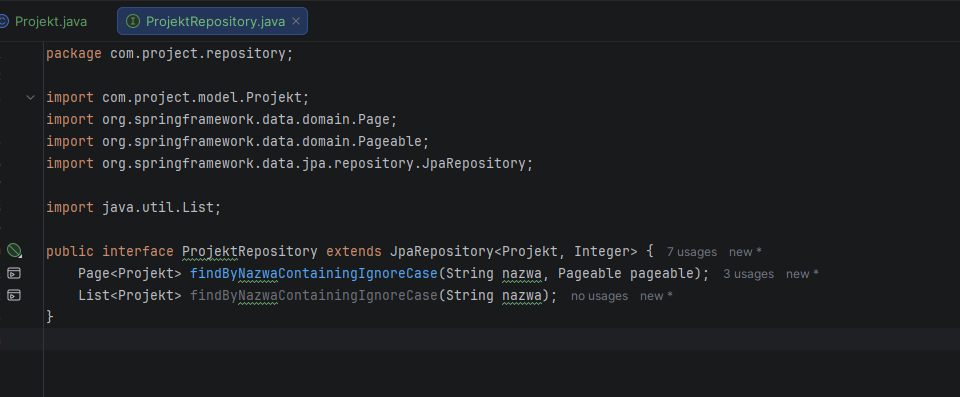 Projekt.java ProjektRepository.java
package com.project.repository;
import com.project.model.Projekt;
import org.springframework.data.domain.Page;
import org.springframework.data.domain.Pageable;
import org.springframework.data.jpa.repository.JpaRepository;
import java.util.List;
public interface ProjektRepository extends JpaRepository<Projekt, Integer> { 7 usages new *
Page<Projekt> findByNazwaContainingIgnoreCase(String nazwa, Pageable pageable); 3 usages new *
List<Projekt> findByNazwaContainingIgnoreCase(String nazwa); no usages new *
}